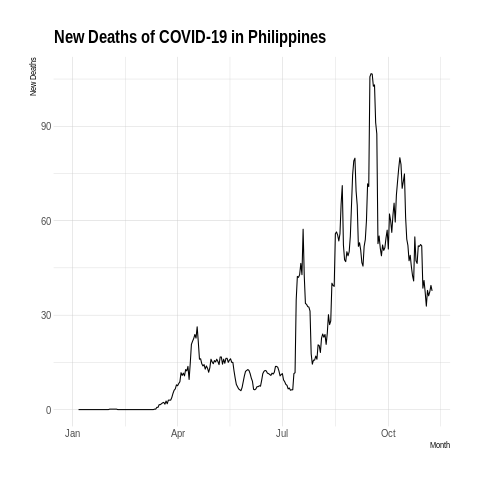 New Deaths of COVID-19 in Philippines
New Deaths
90
60
30
0
Jan Apr Jul Oct
Month